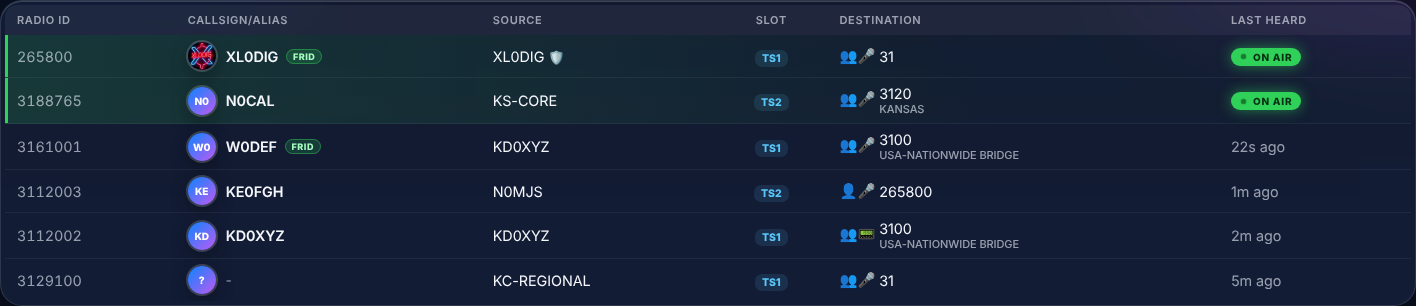 RADIO ID CALLSIGN/ALIAS SOURCE SLOT DESTINATION LAST HEARD
265800 XL0DIG FRID XL0DIG TS1 31 ON AIR
3188765 N0 N0CAL KS-CORE TS2 3120 ON AIR
KANSAS
3161001 W0 W0DEF FRID KD0XYZ TS1 3100 22s ago
USA-NATIONWIDE BRIDGE
3112003 KE KE0FGH N0MJS TS2 265800 1m ago
3112002 KD KD0XYZ KD0XYZ TS1 3100 2m ago
USA-NATIONWIDE BRIDGE
3129100 ? - KC-REGIONAL TS1 31 5m ago